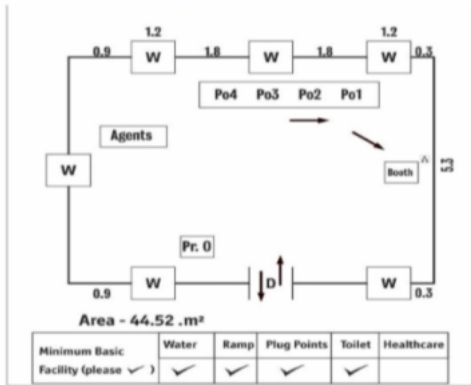 1.2 1.2
0.9 W 1.8 W 1.8 W 0.3
Po4 Po3 Po2 Po1
Agents
W Booth 5.3
Pr. O
0.9 W D W 0.3
Area - 44.52 .m²
Minimum Basic Facility (please ✓ )
Water Ramp Plug Points Toilet Healthcare
✓ ✓ ✓ ✓